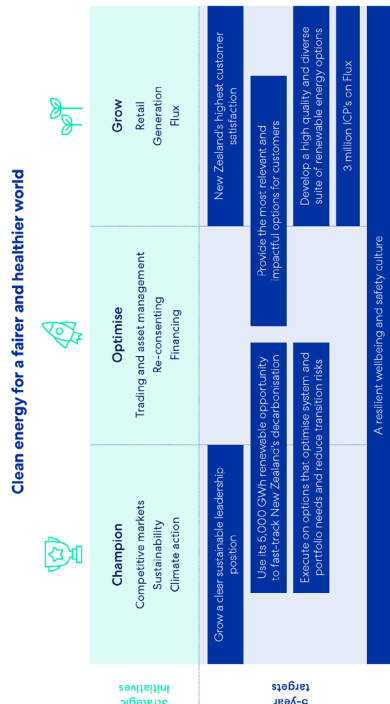 Clean energy for a fairer and healthier world
Strategic
initiatives
Champion
Competitive markets
Sustainability
Climate action
Optimise
Trading and asset management
Re-consenting
Financing
Grow
Retail
Generation
Flux
5-year
targets
Grow a clear sustainable leadership
position
New Zealand's highest customer
satisfaction
Use its 5,000 GWh renewable opportunity
to fast-track New Zealand's decarbonisation
Provide the most relevant and
impactful options for customers
Execute on options that optimise system and
portfolio needs and reduce transition risks
Develop a high quality and diverse
suite of renewable energy options
3 million ICP's on Flux
A resilient wellbeing and safety culture